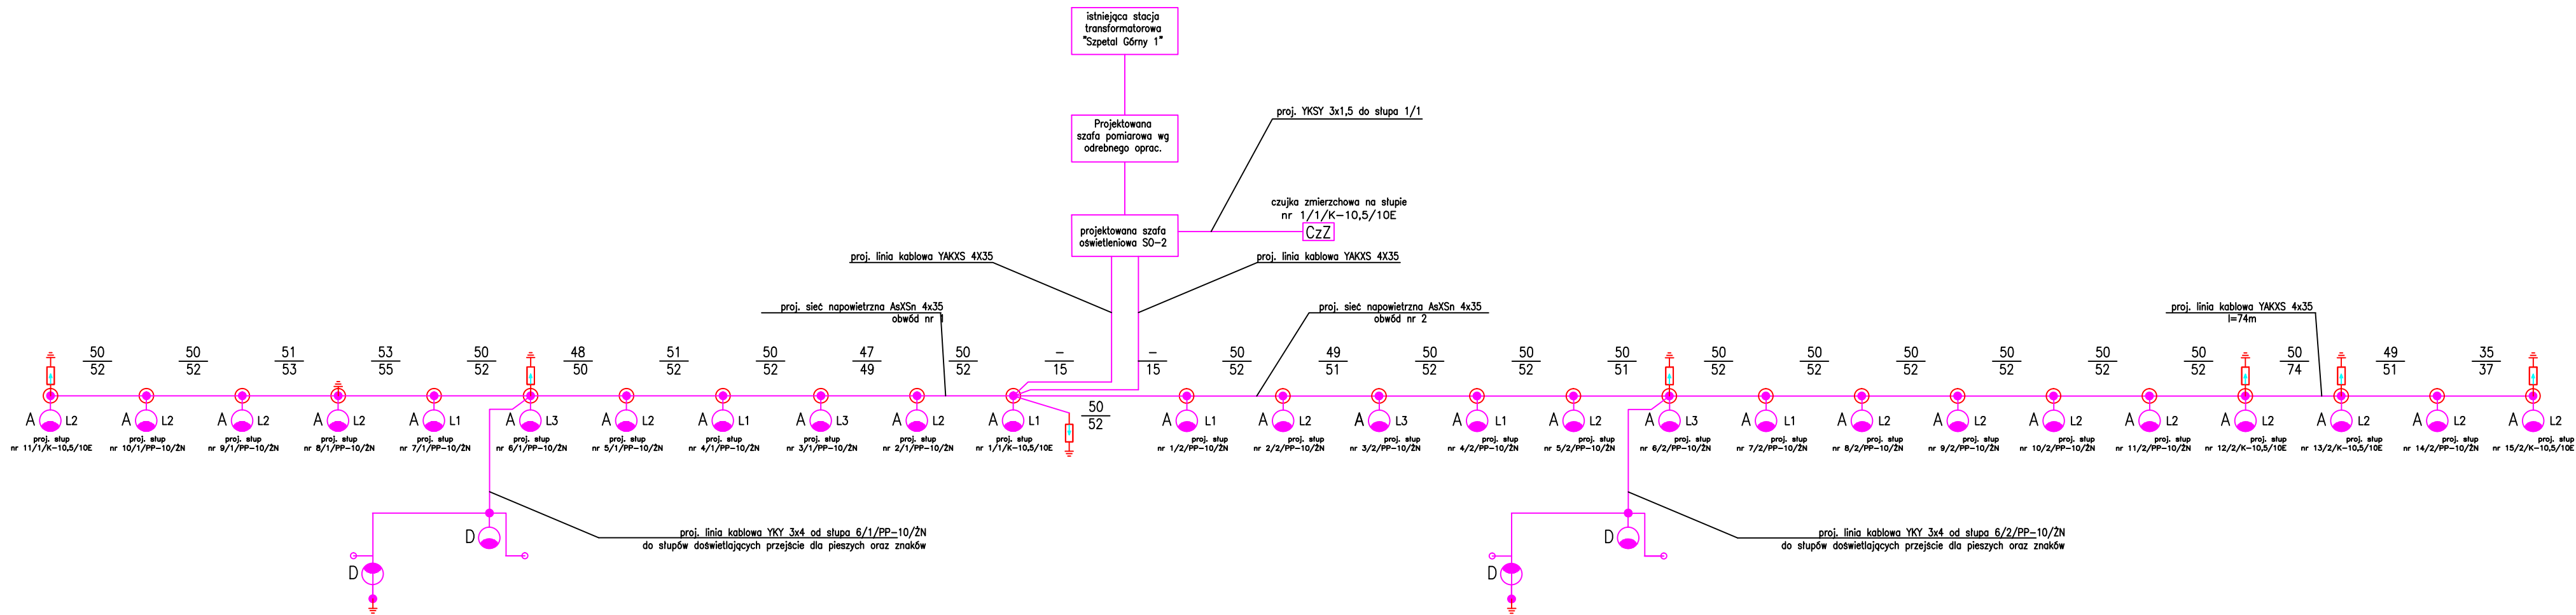 istniejąca stacja
transformatorowa
"Szpetal Górny 1"
Projektowana
szafa pomiarowa wg
odrebnego oprac.
proj. YKSY 3x1,5 do słupa 1/1
czujka zmierzchowa na słupie
nr 1/1/K-10,5/10E
CzZ
projektowana szafa
oświetleniowa SO-2
proj. linia kablowa YAKXS 4X35
proj. linia kablowa YAKXS 4X35
proj. sieć napowietrzna AsXSn 4x35
obwód nr 1
proj. sieć napowietrzna AsXSn 4x35
obwód nr 2
proj. linia kablowa YAKXS 4x35
l=74m
50 50 51 53 50 48 51 50 47 50 - - 50 49 50 50 50 50 50 50 50 50 50 50 49 35
52 52 53 55 52 50 52 52 49 52 15 15 52 51 52 52 51 52 52 52 52 52 52 74 51 37
50
52
A L2 A L2 A L2 A L2 A L1 A L3 A L2 A L1 A L3 A L2 A L1 A L1 A L2 A L3 A L1 A L2 A L3 A L1 A L2 A L2 A L2 A L2 A L2 A L2 A L2 A L2
proj. słup proj. słup proj. słup proj. słup proj. słup proj. słup proj. słup proj. słup proj. słup proj. słup proj. słup proj. słup proj. słup proj. słup proj. słup proj. słup proj. słup proj. słup proj. słup proj. słup proj. słup proj. słup proj. słup proj. słup proj. słup proj. słup
nr 11/1/K-10,5/10E nr 10/1/PP-10/ŻN nr 9/1/PP-10/ŻN nr 8/1/PP-10/ŻN nr 7/1/PP-10/ŻN nr 6/1/PP-10/ŻN nr 5/1/PP-10/ŻN nr 4/1/PP-10/ŻN nr 3/1/PP-10/ŻN nr 2/1/PP-10/ŻN nr 1/1/K-10,5/10E nr 1/2/PP-10/ŻN nr 2/2/PP-10/ŻN nr 3/2/PP-10/ŻN nr 4/2/PP-10/ŻN nr 5/2/PP-10/ŻN nr 6/2/PP-10/ŻN nr 7/2/PP-10/ŻN nr 8/2/PP-10/ŻN nr 9/2/PP-10/ŻN nr 10/2/PP-10/ŻN nr 11/2/PP-10/ŻN nr 12/2/K-10,5/10E nr 13/2/K-10,5/10E nr 14/2/PP-10/ŻN nr 15/2/K-10,5/10E
D
proj. linia kablowa YKY 3x4 od słupa 6/1/PP-10/ŻN
do słupów doświetlających przejście dla pieszych oraz znaków
D
D
proj. linia kablowa YKY 3x4 od słupa 6/2/PP-10/ŻN
do słupów doświetlających przejście dla pieszych oraz znaków
D